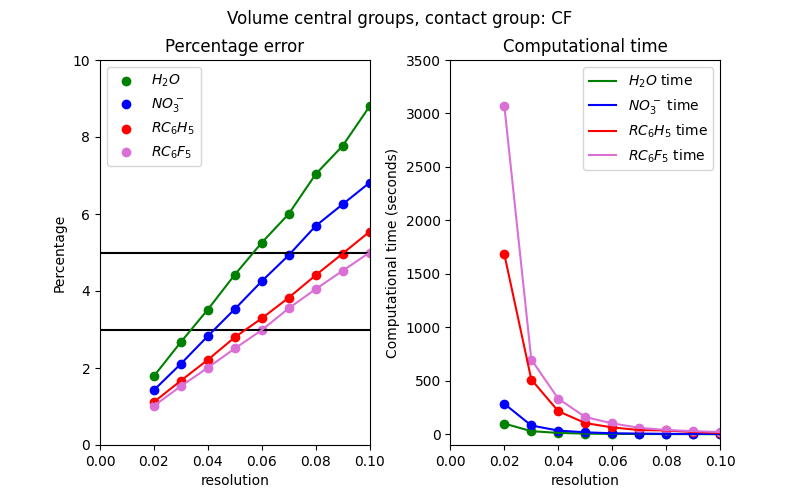 Volume central groups, contact group: CF
Percentage error
Computational time
10
8
6
4
2
0
Percentage
H₂O
NO₃⁻
RC₆H₅
RC₆F₅
0.00 0.02 0.04 0.06 0.08 0.10
resolution
3500
3000
2500
2000
1500
1000
500
0
Computational time (seconds)
H₂O time
NO₃⁻ time
RC₆H₅ time
RC₆F₅ time
0.00 0.02 0.04 0.06 0.08 0.10
resolution